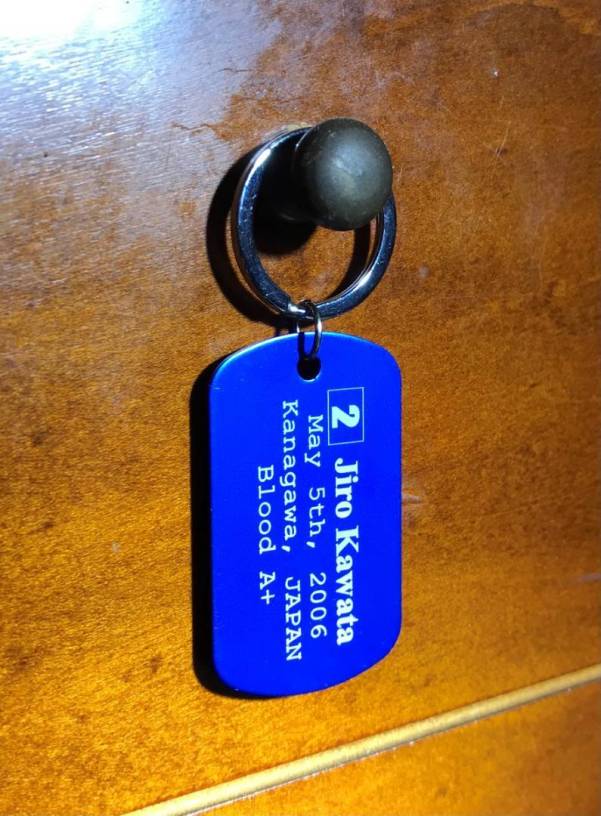 2 Jiro Kawata
May 5th, 2006
Kanagawa, JAPAN
Blood A+